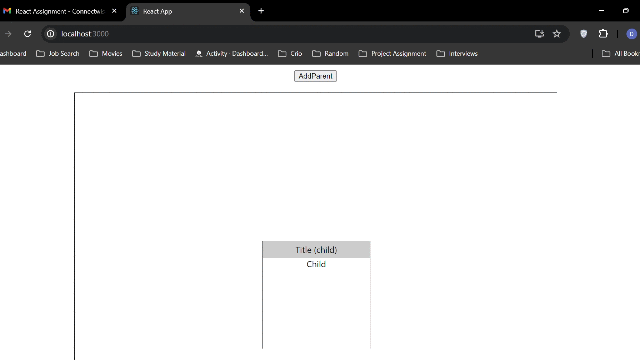 React Assignment - Connectwi
React App
localhost:3000
ashboard
Job Search
Movies
Study Material
Activity · Dashboard...
Crio
Random
Project Assignment
Interviews
All Book
AddParent
Title (child)
Child